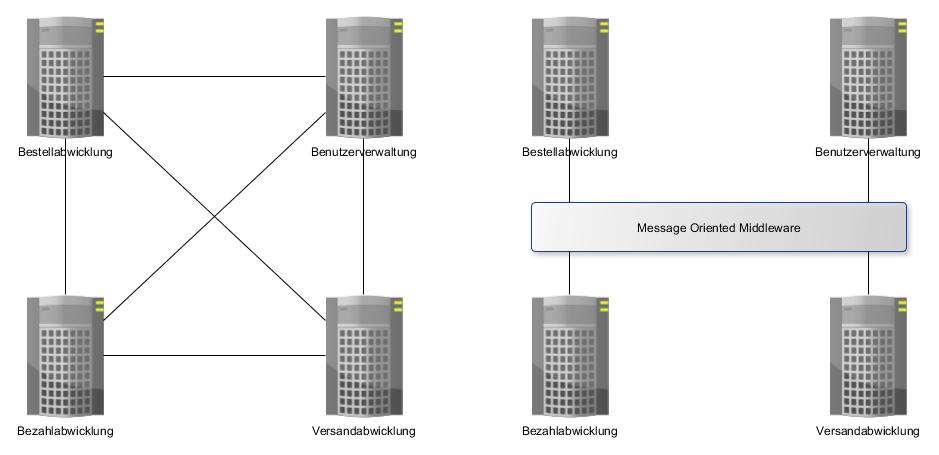 Bestellabwicklung
Benutzerverwaltung
Bestellabwicklung
Benutzerverwaltung
Message Oriented Middleware
Bezahlabwicklung
Versandabwicklung
Bezahlabwicklung
Versandabwicklung